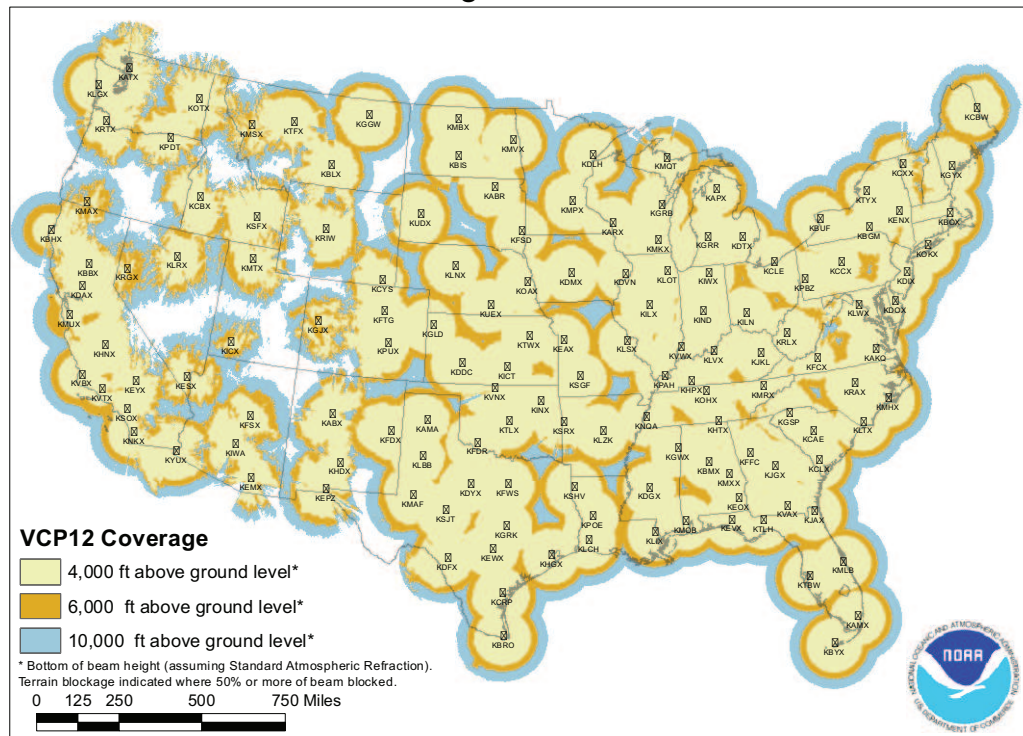 KATX
KLGX
KOTX
KRTX
KPDT
KMSX
KTFX
KGGW
KBLX
KMBX
KMVX
KBIS
KABR
KUDX
KFSD
KDLH
KMQT
KMPX
KGRB
KARX
KMKX
KAPX
KGRR
KDTX
KCBW
KCXX
KGYX
KTYX
KENX
KBOX
KBUF
KBGM
KOKX
KCLE
KPBZ
KCCX
KDIX
KDOX
KLWX
KMAX
KBHX
KCBX
KSFX
KRIW
KBBX
KRGX
KLRX
KMTX
KDAX
KMUX
KHNX
KVBX
KVTX
KEYX
KESX
KICX
KGJX
KSOX
KNKX
KYUX
KFSX
KIWA
KEMX
KABX
KHDX
KEPZ
KCYS
KFTG
KPUX
KLNX
KUEX
KOAX
KDMX
KDVN
KLOT
KIWX
KGLD
KDDC
KTWX
KICT
KEAX
KSGF
KLSX
KILX
KIND
KILN
KRLX
KVWX
KLVX
KJKL
KFCX
KAKQ
KPAH
KHPX
KOHX
KMRX
KRAX
KMHX
KVNX
KINX
KTLX
KSRX
KLZK
KNQA
KHTX
KGSP
KCAE
KLTX
KFDX
KAMA
KLBB
KFDR
KMAF
KDYX
KFWS
KSHV
KPOE
KSJT
KGRK
KEWX
KDFX
KHGX
KLCH
KCRP
KBRO
KGWX
KBMX
KFFC
KJGX
KCLX
KMXX
KDGX
KEOX
KVAX
KJAX
KLIX
KMOB
KEVX
KTLH
KTBW
KMLB
KAMX
KBYX
VCP12 Coverage
4,000 ft above ground level*
6,000 ft above ground level*
10,000 ft above ground level*
* Bottom of beam height (assuming Standard Atmospheric Refraction).
Terrain blockage indicated where 50% or more of beam blocked.
0 125 250 500 750 Miles
NATIONAL OCEANIC AND ATMOSPHERIC ADMINISTRATION
NOAA
U.S. DEPARTMENT OF COMMERCE